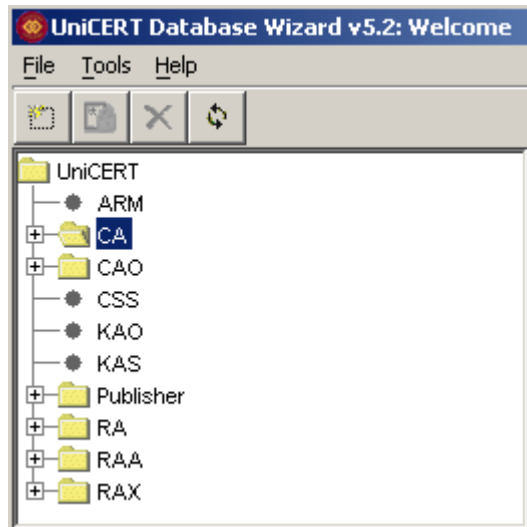 UniCERT Database Wizard v5.2: Welcome
File Tools Help
UniCERT
ARM
CA
CAO
CSS
KAO
KAS
Publisher
RA
RAA
RAX